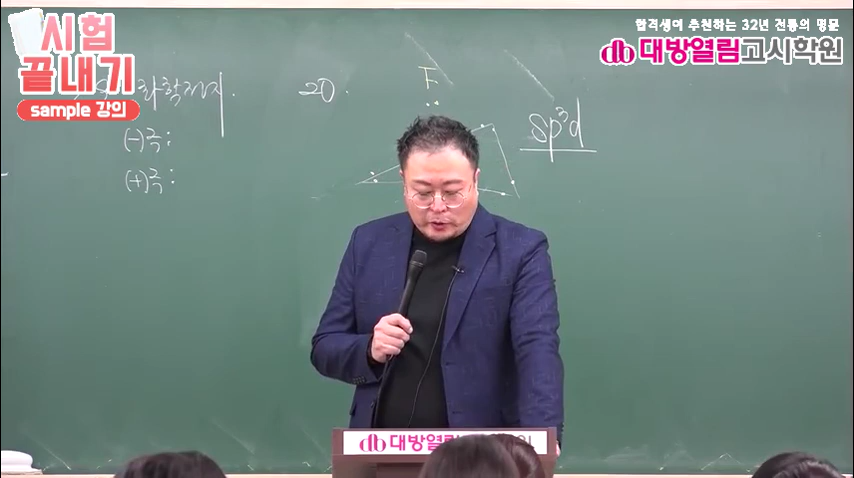 시험
끝내기
sample 강의
합격생이 추천하는 32년 전통의 명문
db 대방열림고시학원
화학전지.
20.
F
sp³d
(-)극:
(+)극:
db 대방열림